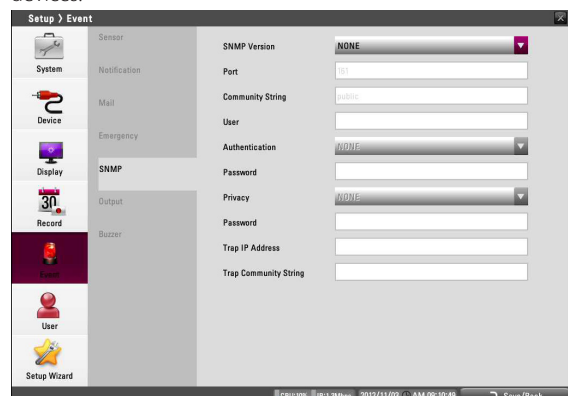 devices.
Setup > Event
System
Device
Display
30
Record
Event
User
Setup Wizard
Sensor
Notification
Mail
Emergency
SNMP
Output
Buzzer
SNMP Version NONE
Port 161
Community String public
User
Authentication NONE
Password
Privacy NONE
Password
Trap IP Address
Trap Community String
2012/11/02 AM 09:10:49 Save/Back